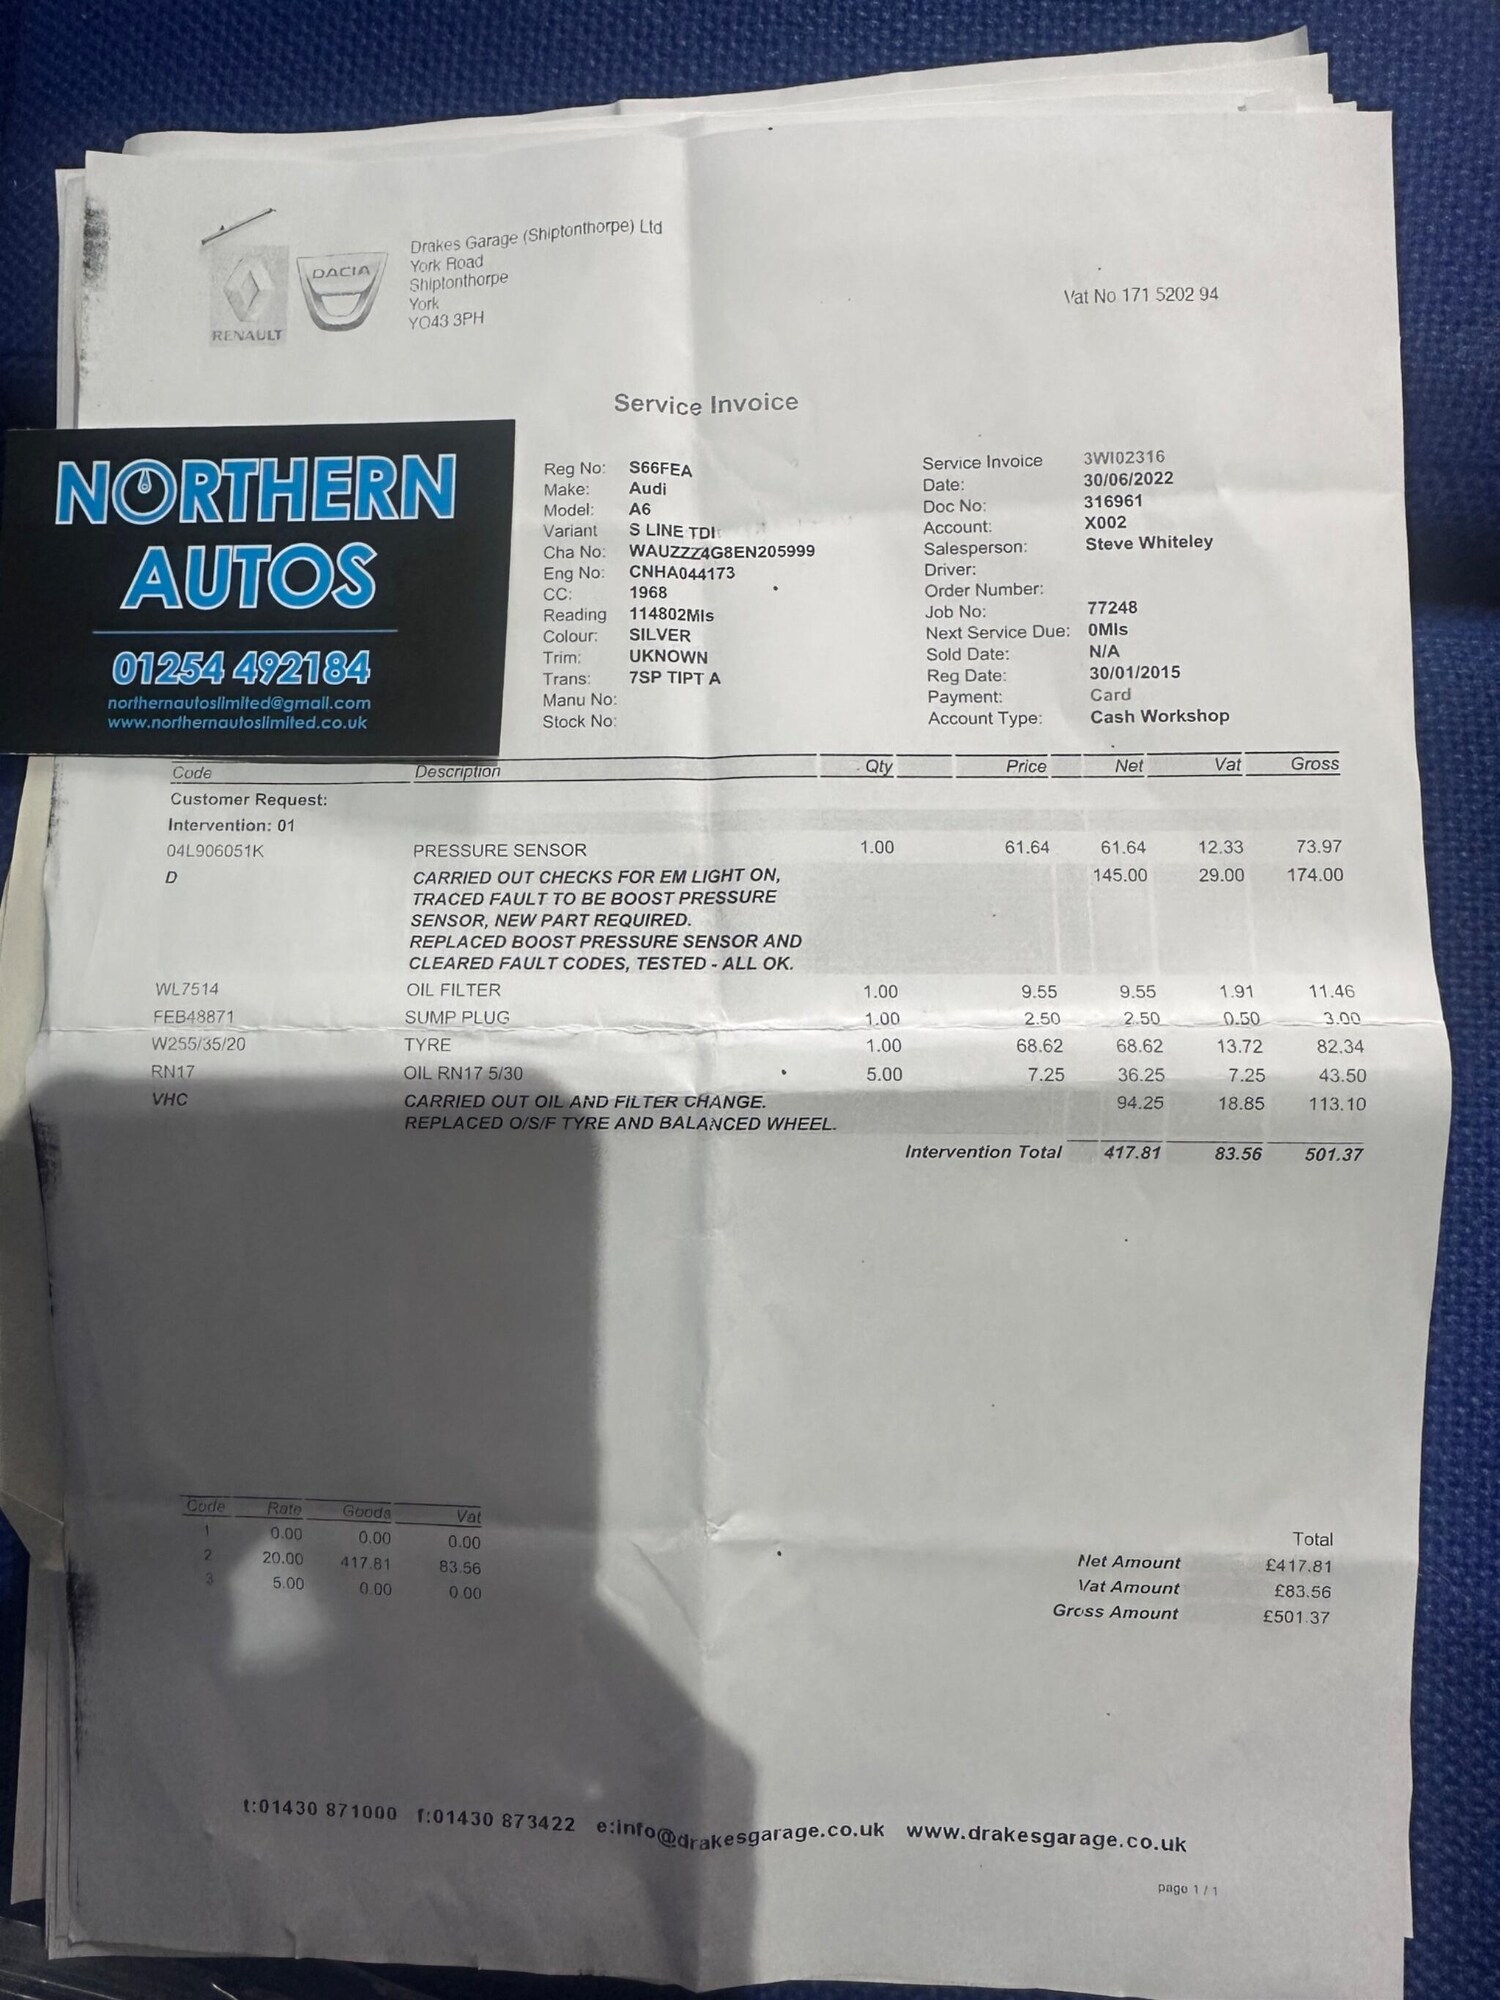 RENAULT
DACIA
Drakes Garage (Shiptonthorpe) Ltd
York Road
Shiptonthorpe
York
YO43 3PH
Vat No 171 5202 94
Service Invoice
NORTHERN
AUTOS
01254 492184
northernautoslimited@gmail.com
www.northernautoslimited.co.uk
Reg No: S66FEA
Make: Audi
Model: A6
Variant S LINE TDI
Cha No: WAUZZZ4G8EN205999
Eng No: CNHA044173
CC: 1968
Reading 114802Mls
Colour: SILVER
Trim: UKNOWN
Trans: 7SP TIPT A
Manu No:
Stock No:
Service Invoice 3WI02316
Date: 30/06/2022
Doc No: 316961
Account: X002
Salesperson: Steve Whiteley
Driver:
Order Number:
Job No: 77248
Next Service Due: 0Mls
Sold Date: N/A
Reg Date: 30/01/2015
Payment: Card
Account Type: Cash Workshop
Code Description Qty Price Net Vat Gross
Customer Request:
Intervention: 01
04L906051K PRESSURE SENSOR 1.00 61.64 61.64 12.33 73.97
D CARRIED OUT CHECKS FOR EM LIGHT ON, 145.00 29.00 174.00
TRACED FAULT TO BE BOOST PRESSURE
SENSOR, NEW PART REQUIRED.
REPLACED BOOST PRESSURE SENSOR AND
CLEARED FAULT CODES, TESTED - ALL OK.
WL7514 OIL FILTER 1.00 9.55 9.55 1.91 11.46
FEB48871 SUMP PLUG 1.00 2.50 2.50 0.50 3.00
W255/35/20 TYRE 1.00 68.62 68.62 13.72 82.34
RN17 OIL RN17 5/30 5.00 7.25 36.25 7.25 43.50
VHC CARRIED OUT OIL AND FILTER CHANGE. 94.25 18.85 113.10
REPLACED O/S/F TYRE AND BALANCED WHEEL.
Intervention Total 417.81 83.56 501.37
Code Rate Goods Vat
1 0.00 0.00 0.00
2 20.00 417.81 83.56
3 5.00 0.00 0.00
Total
Net Amount £417.81
Vat Amount £83.56
Gross Amount £501.37
t:01430 871000 f:01430 873422 e:info@drakesgarage.co.uk www.drakesgarage.co.uk
page 1 / 1